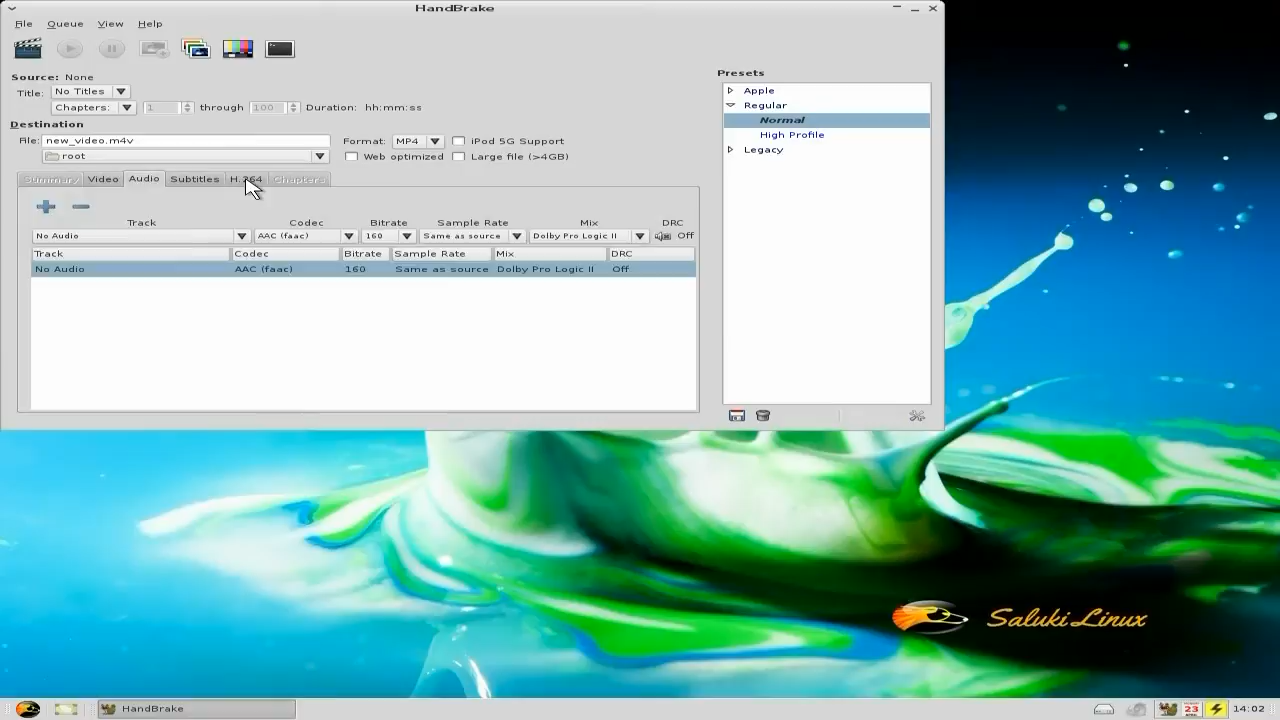 HandBrake
File Queue View Help
Source: None
Title: No Titles
Chapters: 1 through 100 Duration: hh:mm:ss
Destination
File: new_video.m4v Format: MP4 iPod 5G Support
root Web optimized Large file (>4GB)
Summary Video Audio Subtitles H.264 Chapters
Track Codec Bitrate Sample Rate Mix DRC
No Audio AAC (faac) 160 Same as source Dolby Pro Logic II Off
Track Codec Bitrate Sample Rate Mix DRC
No Audio AAC (faac) 160 Same as source Dolby Pro Logic II Off
Presets
Apple
Regular
Normal
High Profile
Legacy
Saluki Linux
HandBrake 23 14:02